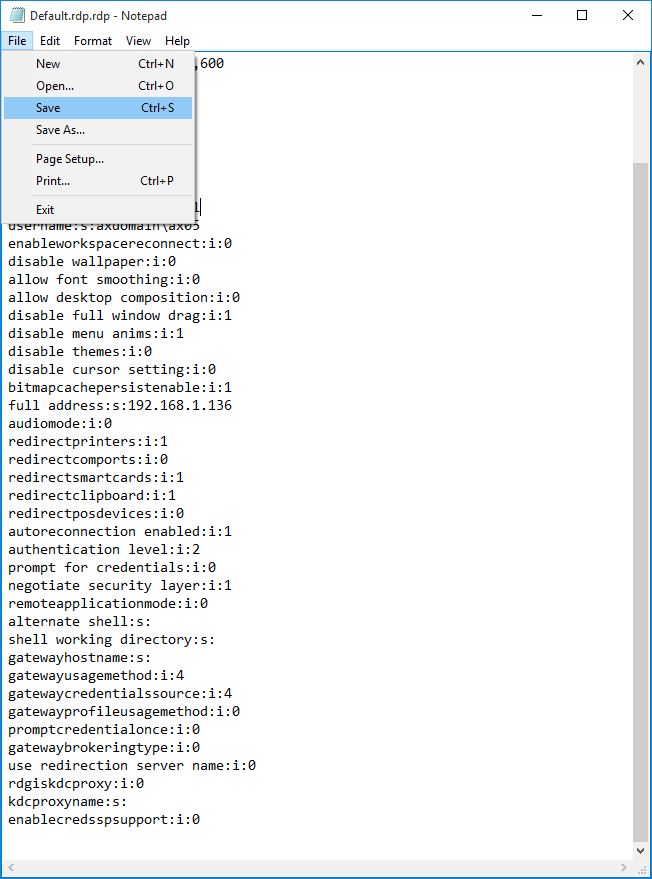 Default.rdp.rdp - Notepad
File Edit Format View Help
,600
New Ctrl+N
Open... Ctrl+O
Save Ctrl+S
Save As...
Page Setup...
Print... Ctrl+P
Exit
1
username:s:axdomain\ax05
enableworkspacereconnect:i:0
disable wallpaper:i:0
allow font smoothing:i:0
allow desktop composition:i:0
disable full window drag:i:1
disable menu anims:i:1
disable themes:i:0
disable cursor setting:i:0
bitmapcachepersistenable:i:1
full address:s:192.168.1.136
audiomode:i:0
redirectprinters:i:1
redirectcomports:i:0
redirectsmartcards:i:1
redirectclipboard:i:1
redirectposdevices:i:0
autoreconnection enabled:i:1
authentication level:i:2
prompt for credentials:i:0
negotiate security layer:i:1
remoteapplicationmode:i:0
alternate shell:s:
shell working directory:s:
gatewayhostname:s:
gatewayusagemethod:i:4
gatewaycredentialssource:i:4
gatewayprofileusagemethod:i:0
promptcredentialonce:i:0
gatewaybrokeringtype:i:0
use redirection server name:i:0
rdgiskdcproxy:i:0
kdcproxyname:s:
enablecredsspsupport:i:0